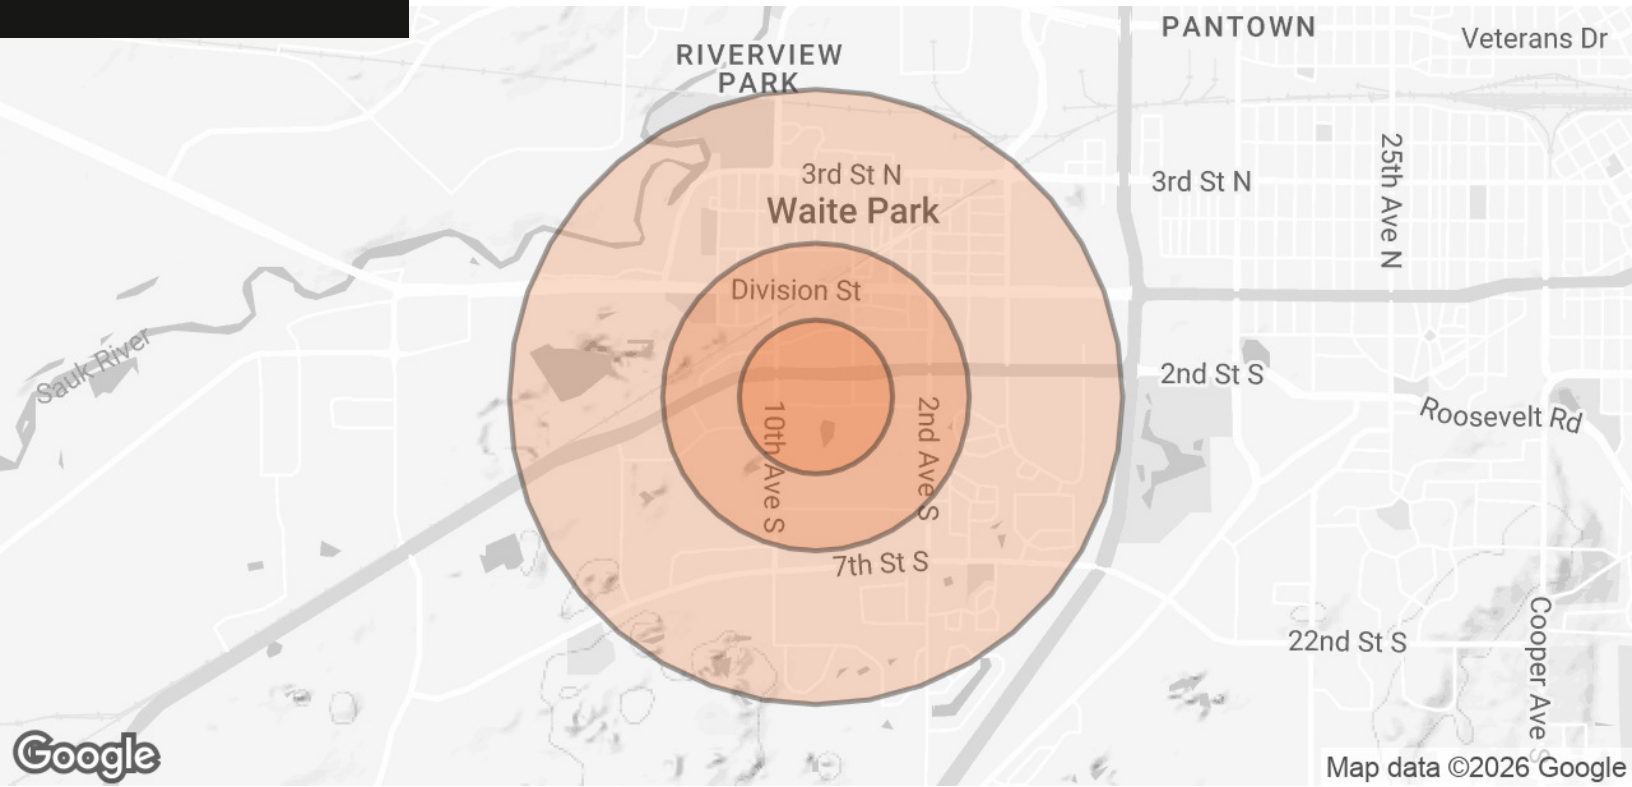 PANTOWN
Veterans Dr
RIVERVIEW
PARK
25th Ave N
3rd St N
3rd St N
Waite Park
Division St
Sauk River
2nd St S
10th Ave S
2nd Ave S
Roosevelt Rd
7th St S
22nd St S
Cooper Ave S
Google
Map data ©2026 Google